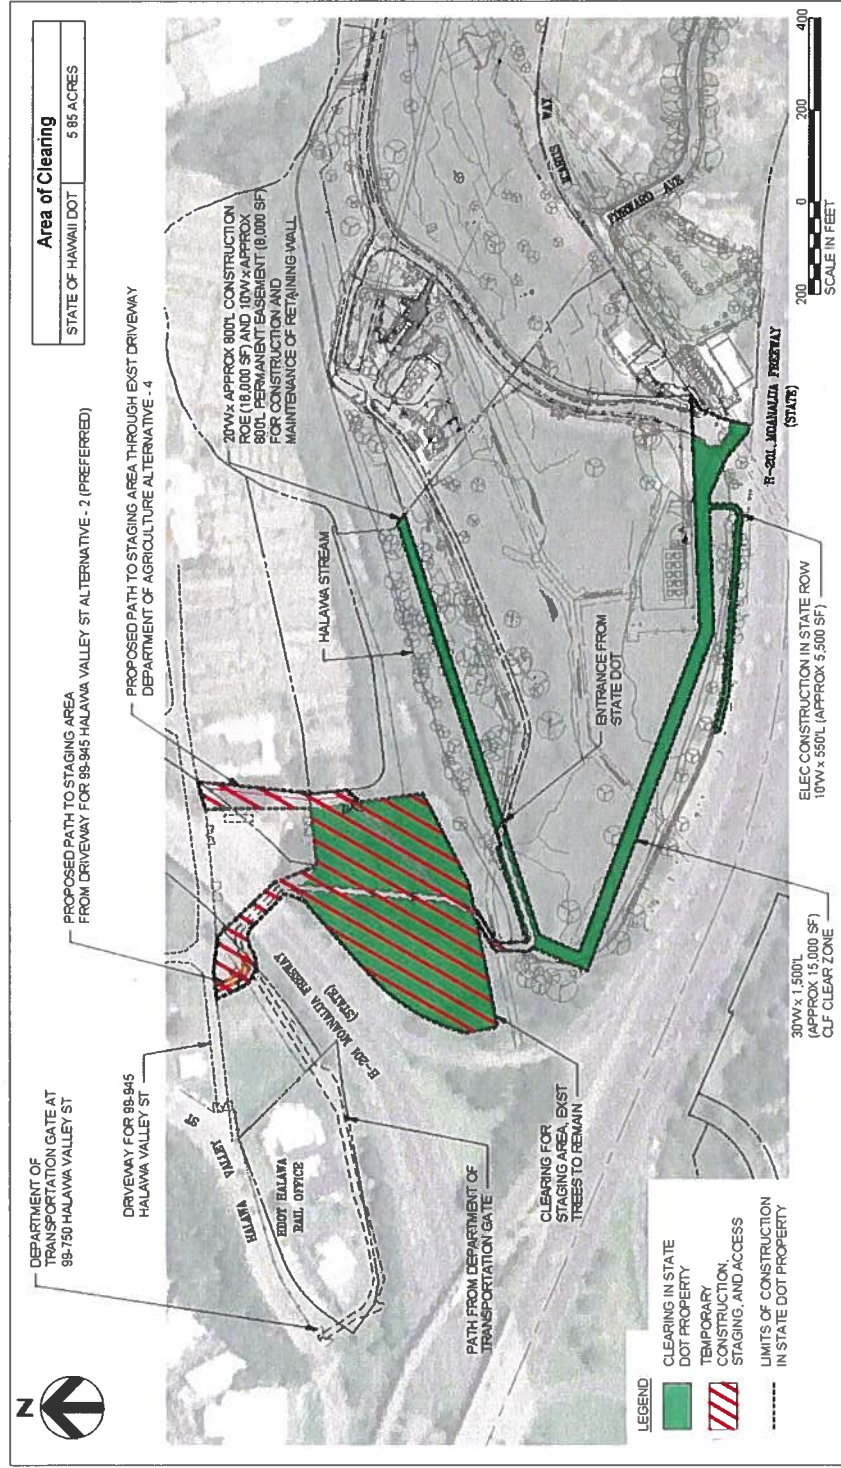 Area of Clearing
STATE OF HAWAII DOT 5.85 ACRES
Z
DEPARTMENT OF
TRANSPORTATION GATE AT
99-750 HALAWA VALLEY ST
DRIVEWAY FOR 99-945
HALAWA VALLEY ST
PROPOSED PATH TO STAGING AREA
FROM DRIVEWAY FOR 99-945 HALAWA VALLEY ST ALTERNATIVE - 2 (PREFERRED)
PROPOSED PATH TO STAGING AREA THROUGH EXST DRIVEWAY
DEPARTMENT OF AGRICULTURE ALTERNATIVE - 4
20'W x APPROX 800'L CONSTRUCTION
ROE (16,000 SF) AND 10'W x APPROX
800'L PERMANENT EASEMENT (8,000 SF)
FOR CONSTRUCTION AND
MAINTENANCE OF RETAINING WALL
HALAWA STREAM
HALAWA VALLEY ST
HDOT HALAWA
RAIL OFFICE
H-201 MOANALUA FREEWAY
(STATE)
ENTRANCE FROM
STATE DOT
ICARUS WAY
FORWARD AVE
H-201, MOANALUA FREEWAY
(STATE)
PATH FROM DEPARTMENT OF
TRANSPORTATION GATE
CLEARING FOR
STAGING AREA, EXST
TREES TO REMAIN
30'W x 1,500'L
(APPROX 15,000 SF)
CLF CLEAR ZONE
ELEC CONSTRUCTION IN STATE ROW
10'W x 550'L (APPROX 5,500 SF)
LEGEND
CLEARING IN STATE
DOT PROPERTY
TEMPORARY
CONSTRUCTION,
STAGING, AND ACCESS
LIMITS OF CONSTRUCTION
IN STATE DOT PROPERTY
200 0 200 400
SCALE IN FEET